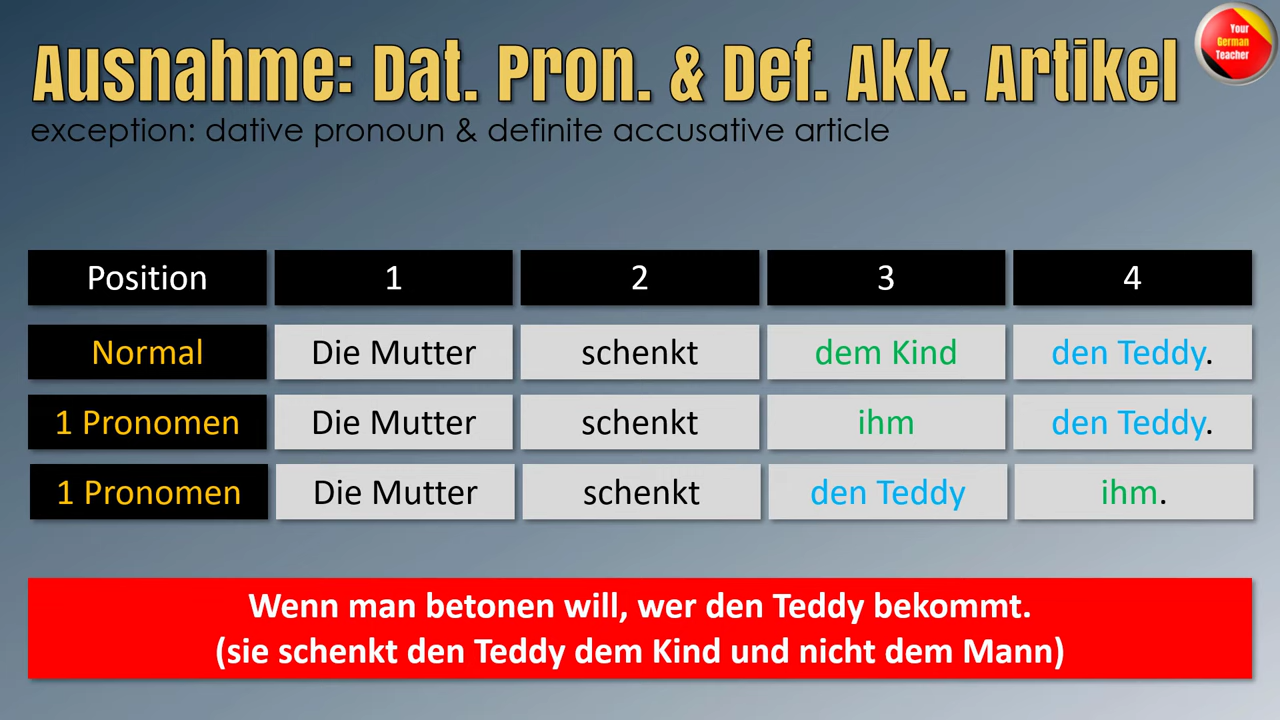 Ausnahme: Dat. Pron. & Def. Akk. Artikel
Your
German
Teacher
exception: dative pronoun & definite accusative article
Position 1 2 3 4
Normal Die Mutter schenkt dem Kind den Teddy.
1 Pronomen Die Mutter schenkt ihm den Teddy.
1 Pronomen Die Mutter schenkt den Teddy ihm.
Wenn man betonen will, wer den Teddy bekommt.
(sie schenkt den Teddy dem Kind und nicht dem Mann)